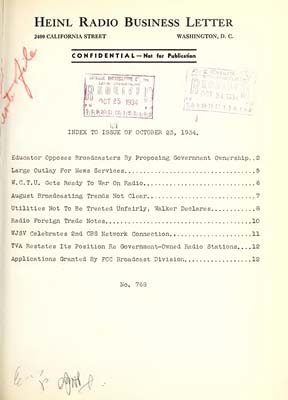 HEINL RADIO BUSINESS LETTER
2400 CALIFORNIA STREET WASHINGTON, D. C.
CONFIDENTIAL—Not for Publication
OCT 25 1934
INDEX TO ISSUE OF OCTOBER 23, 1934.
Educator Opposes Broadcasters By Proposing Government Ownership..2
Large Outlay For News Services...5
W.C.T.U. Gets Ready To War On Radio...6
August Broadcasting Trends Not Clear...7
Utilities Not To Be Treated Unfairly, Walker Declares...8
Radio Foreign Trade Notes...10
WJSV Celebrates 2nd CBS Network Connection...11
TVA Restates Its Position Re Government-Owned Radio Stations...12
Applications Granted By FCC Broadcast Division...12
No. 768